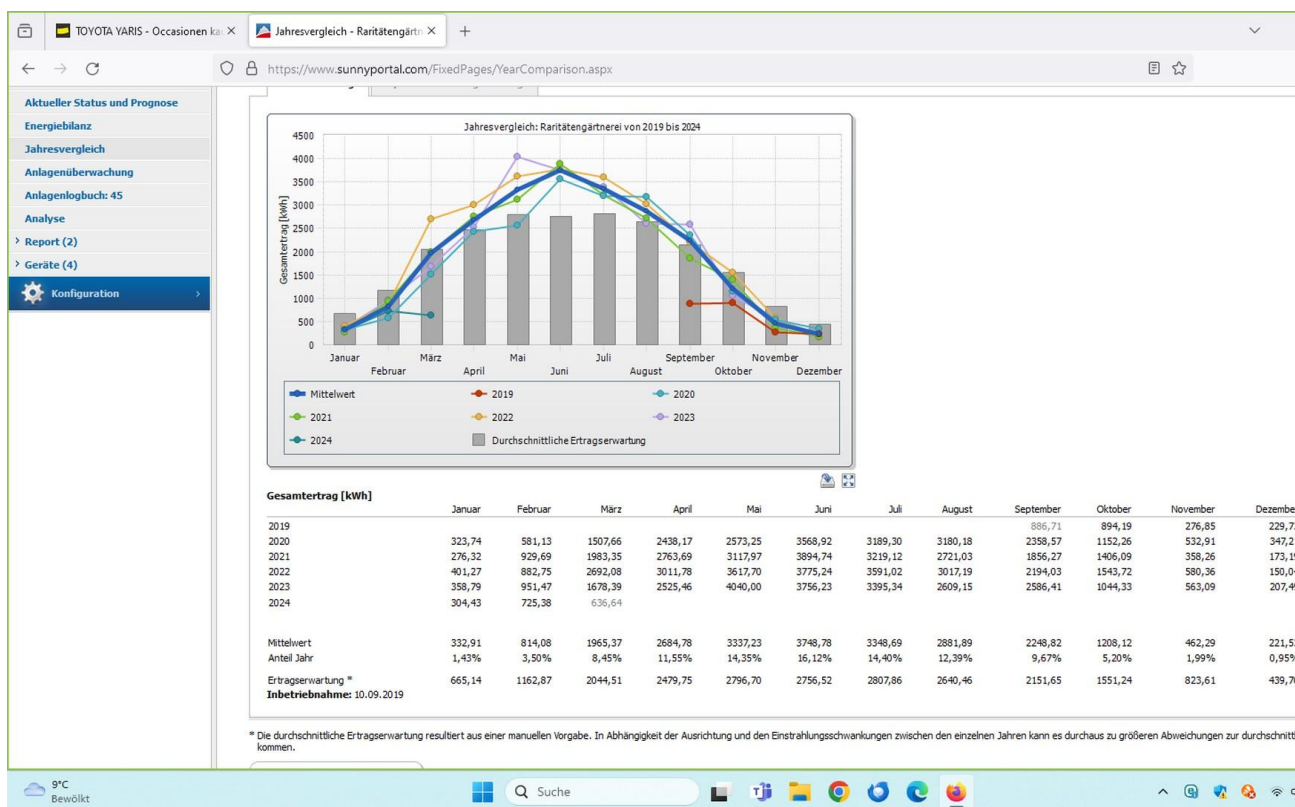 TOYOTA YARIS - Occasionen ka
Jahresvergleich - Raritätengärtn
https://www.sunnyportal.com/FixedPages/YearComparison.aspx
Aktueller Status und Prognose
Energiebilanz
Jahresvergleich
Anlagenüberwachung
Anlagenlogbuch: 45
Analyse
Report (2)
Geräte (4)
Konfiguration
Jahresvergleich: Raritätengärtnerei von 2019 bis 2024
Gesamtertrag [kWh]
4500
4000
3500
3000
2500
2000
1500
1000
500
0
Januar März Mai Juli September November
Februar April Juni August Oktober Dezember
Mittelwert 2019 2020
2021 2022 2023
2024 Durchschnittliche Ertragserwartung
Gesamtertrag [kWh]
Januar Februar März April Mai Juni Juli August September Oktober November Dezembe
2019 886,71 894,19 276,85 229,7
2020 323,74 581,13 1507,66 2438,17 2573,25 3568,92 3189,30 3180,18 2358,57 1152,26 532,91 347,2
2021 276,32 929,69 1983,35 2763,69 3117,97 3894,74 3219,12 2721,03 1856,27 1406,09 358,26 173,1
2022 401,27 882,75 2692,08 3011,78 3617,70 3775,24 3591,02 3017,19 2194,03 1543,72 580,36 150,0
2023 358,79 951,47 1678,39 2525,46 4040,00 3756,23 3395,34 2609,15 2586,41 1044,33 563,09 207,4
2024 304,43 725,38 636,64
Mittelwert 332,91 814,08 1965,37 2684,78 3337,23 3748,78 3348,69 2881,89 2248,82 1208,12 462,29 221,5
Anteil Jahr 1,43% 3,50% 8,45% 11,55% 14,35% 16,12% 14,40% 12,39% 9,67% 5,20% 1,99% 0,95%
Ertragserwartung * 665,14 1162,87 2044,51 2479,75 2796,70 2756,52 2807,86 2640,46 2151,65 1551,24 823,61 439,7
Inbetriebnahme: 10.09.2019
* Die durchschnittliche Ertragserwartung resultiert aus einer manuellen Vorgabe. In Abhängigkeit der Ausrichtung und den Einstrahlungsschwankungen zwischen den einzelnen Jahren kann es durchaus zu größeren Abweichungen zur durchschnittl
kommen.
9°C
Bewölkt
Suche